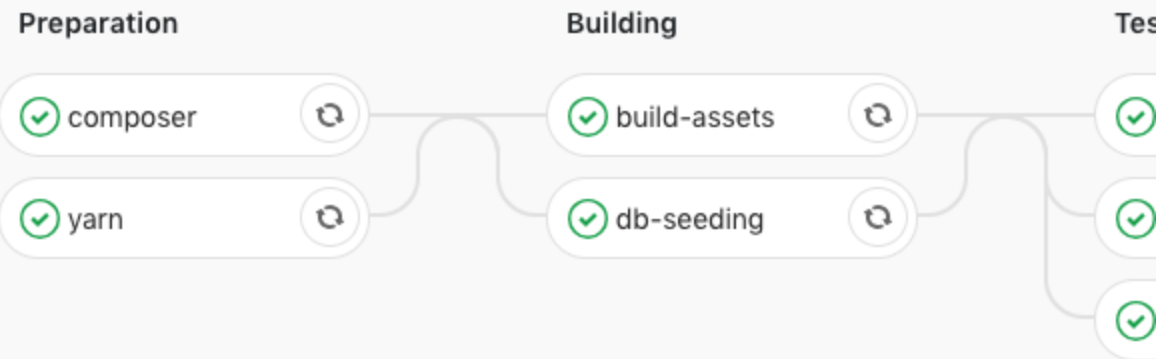 Preparation
Building
composer
build-assets
yarn
db-seeding